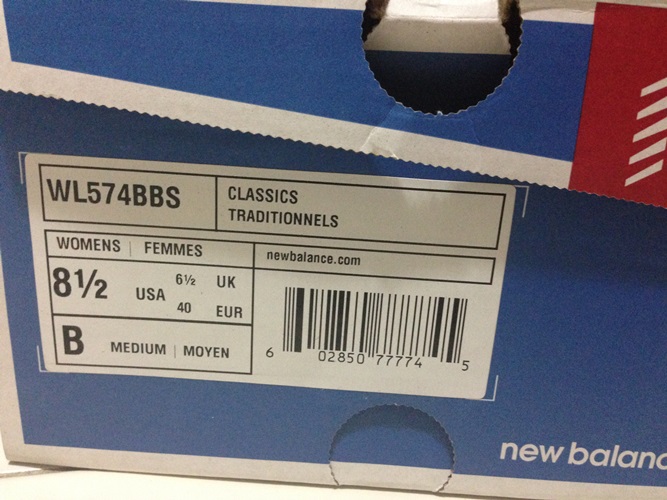 WL574BBS
CLASSICS
TRADITIONNELS
WOMENS | FEMMES
newbalance.com
8½ USA 6½ UK
40 EUR
B MEDIUM | MOYEN
6 02850 77774 5
new balanc